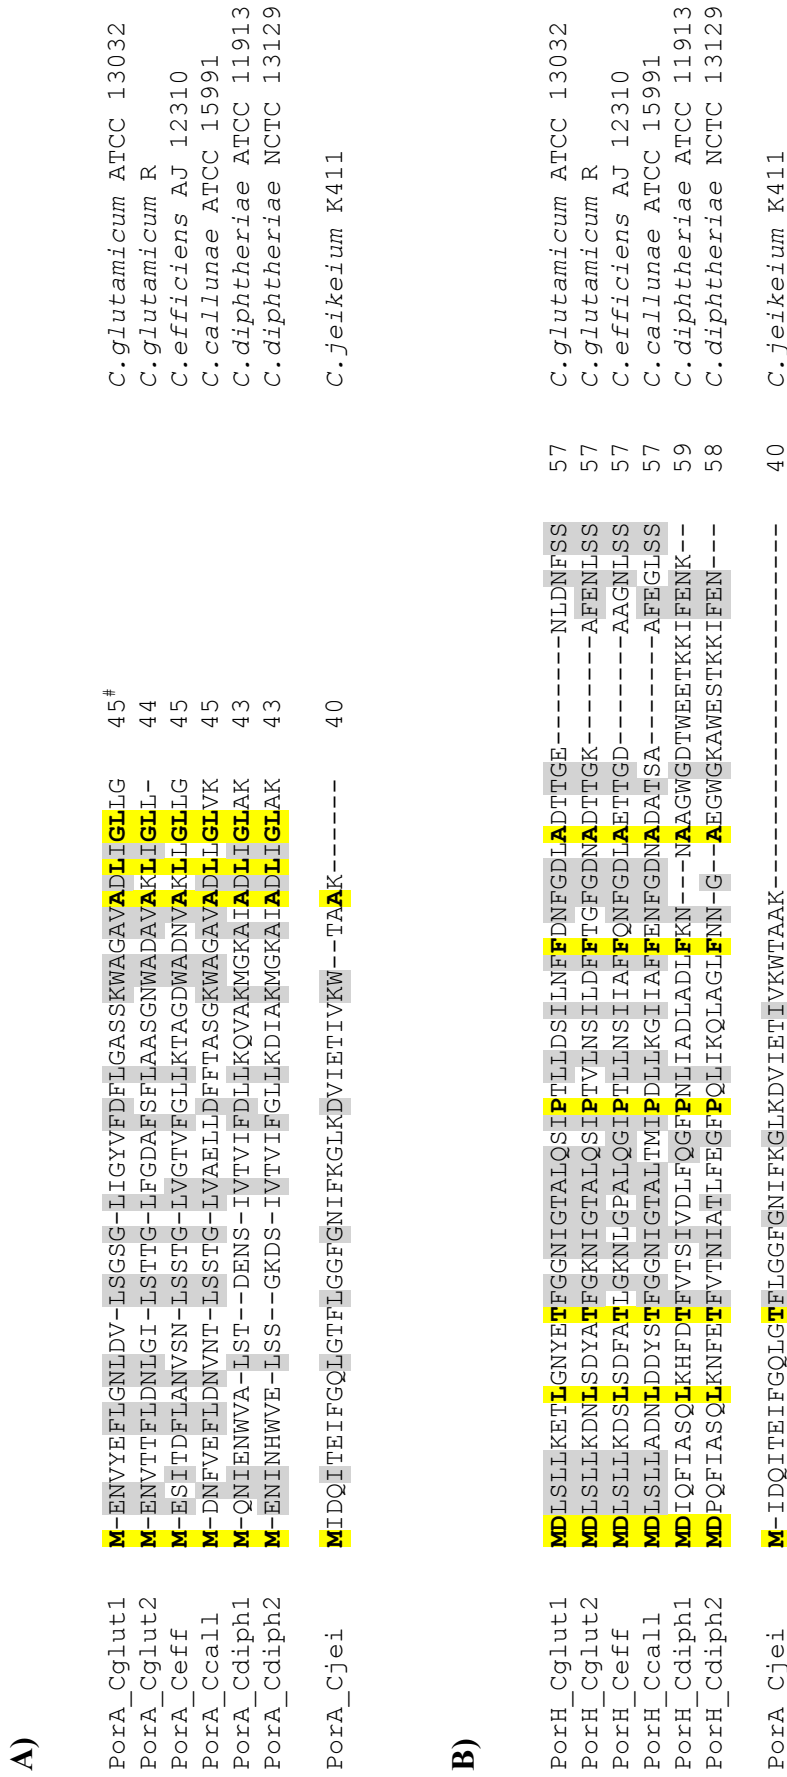 A)
PorA_Cglut1 M-ENVYEFLGNLDV-LSGSG-LIGYVFDFLGASSKWAGAVADLIGLLG 45# C.glutamicum ATCC 13032
PorA_Cglut2 M-ENVTTFLDNLGI-LSTTG-LFGDAFSFLAASGNWADAVAKLIGLL- 44 C.glutamicum R
PorA_Ceff M-ESITDFLANVSN-LSSTG-LVGTVFGLLKTAGDWADNVAKLLGLLG 45 C.efficiens AJ 12310
PorA_Ccall M-DNFVEFLDNVNT-LSSTG-LVAELLDFFTASGKWAGAVADLLGLVK 45 C.callunae ATCC 15991
PorA_Cdiph1 M-QNIENWVA-LST--DENS-IVTVIFDLLKQVAKMGKAIADLIGLAK 43 C.diphtheriae ATCC 11913
PorA_Cdiph2 M-ENINHWVE-LSS--GKDS-IVTVIFGLLKDIAKMGKAIADLIGLAK 43 C.diphtheriae NCTC 13129
PorA_Cjei MIDQITEIFGQLGTFLGGFGNIFKGLKDVIETIVKW--TAAK------ 40 C.jeikeium K411
B)
PorH_Cglut1 MDLSLLKETLGNYETFGGNIGTALQSIPTLLDSILNFFDNFGDLADTTGE-------NLDNFSS 57 C.glutamicum ATCC 13032
PorH_Cglut2 MDLSLLKDNLSDYATFGKNIGTALQSIPTVLNSILDFFTGFGDNADTTGK-------AFENLSS 57 C.glutamicum R
PorH_Ceff MDLSLLKDSLSDFATLGKNLGPALQGIPTLLNSIIAFFQNFGDLAETTGD-------AAGNLSS 57 C.efficiens AJ 12310
PorH_Ccall MDLSLLADNLDDYSTFGGNIGTALTMIPDLLKGIIAFFENFGDNADATSA-------AFEGLSS 57 C.callunae ATCC 15991
PorH_Cdiph1 MDIQFIASQLKHFDTFVTSIVDLFQGFPNLIADLADLFKN---NAAGWGDTWEETKKIFENK-- 59 C.diphtheriae ATCC 11913
PorH_Cdiph2 MDPQFIASQLKNFETFVTNIATLFEGFPQLIKQLAGLFNN-G--AEGWGKAWESTKKIFEN--- 58 C.diphtheriae NCTC 13129
PorA_Cjei M-IDQITEIFGQLGTFLGGFGNIFKGLKDVIETIVKWTAAK----------------------- 40 C.jeikeium K411